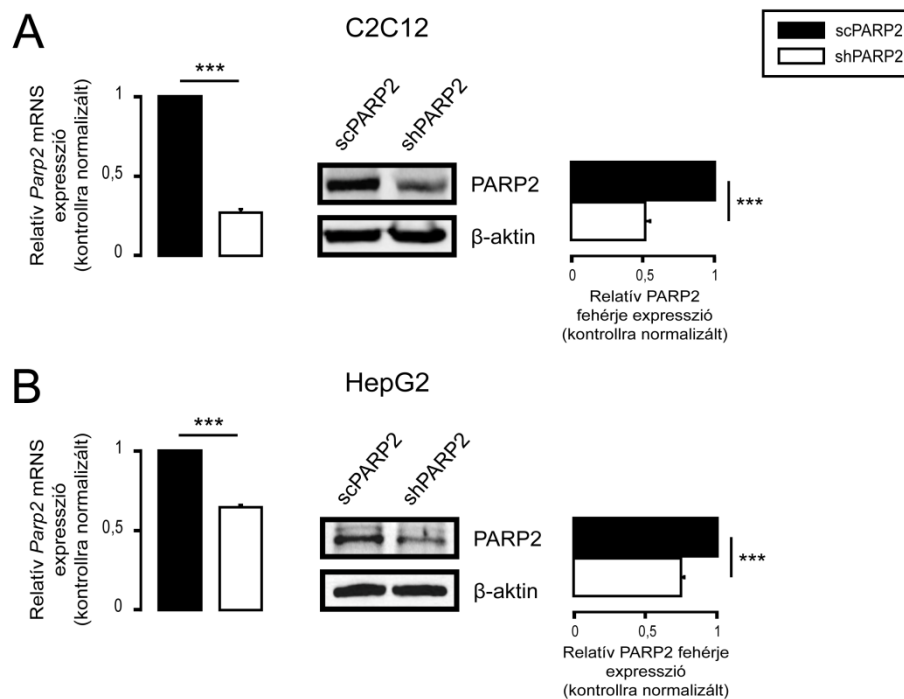 A
C2C12
scPARP2
shPARP2
Relatív Parp2 mRNS
expresszió
(kontrollra normalizált)
1
0,5
0
***
scPARP2
shPARP2
PARP2
β-aktin
***
0
0,5
1
Relatív PARP2
fehérje expresszió
(kontrollra normalizált)
B
HepG2
Relatív Parp2 mRNS
expresszió
(kontrollra normalizált)
1
0,5
0
***
scPARP2
shPARP2
PARP2
β-aktin
***
0
0,5
1
Relatív PARP2 fehérje
expresszió
(kontrollra normalizált)